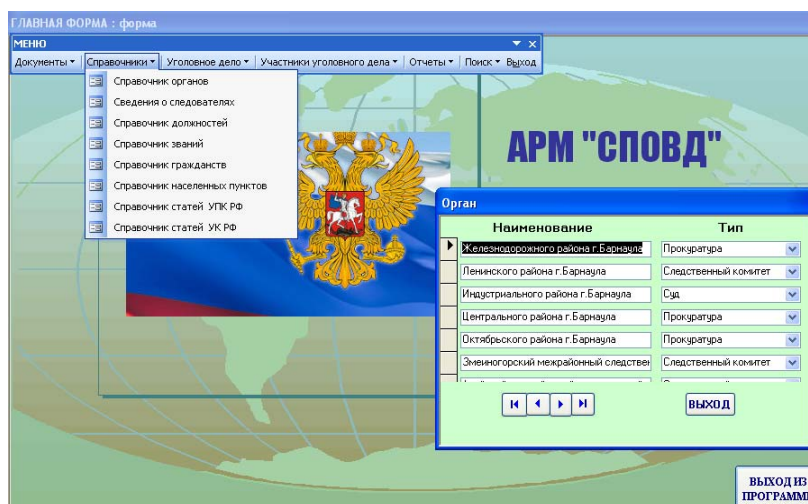 ГЛАВНАЯ ФОРМА : форма
МЕНЮ
Документы Справочники Уголовное дело Участники уголовного дела Отчеты Поиск Выход
Справочник органов
Сведения о следователях
Справочник должностей
Справочник званий
Справочник гражданств
Справочник населенных пунктов
Справочник статей УПК РФ
Справочник статей УК РФ
АРМ "СПОВД"
Орган
Наименование Тип
Железнодорожного района г.Барнаула Прокуратура
Ленинского района г.Барнаула Следственный комитет
Индустриального района г.Барнаула Суд
Центрального района г.Барнаула Прокуратура
Октябрьского района г.Барнаула Прокуратура
Змеиногорский межрайонный следствен Следственный комитет
ВЫХОД
ВЫХОД ИЗ
ПРОГРАММ